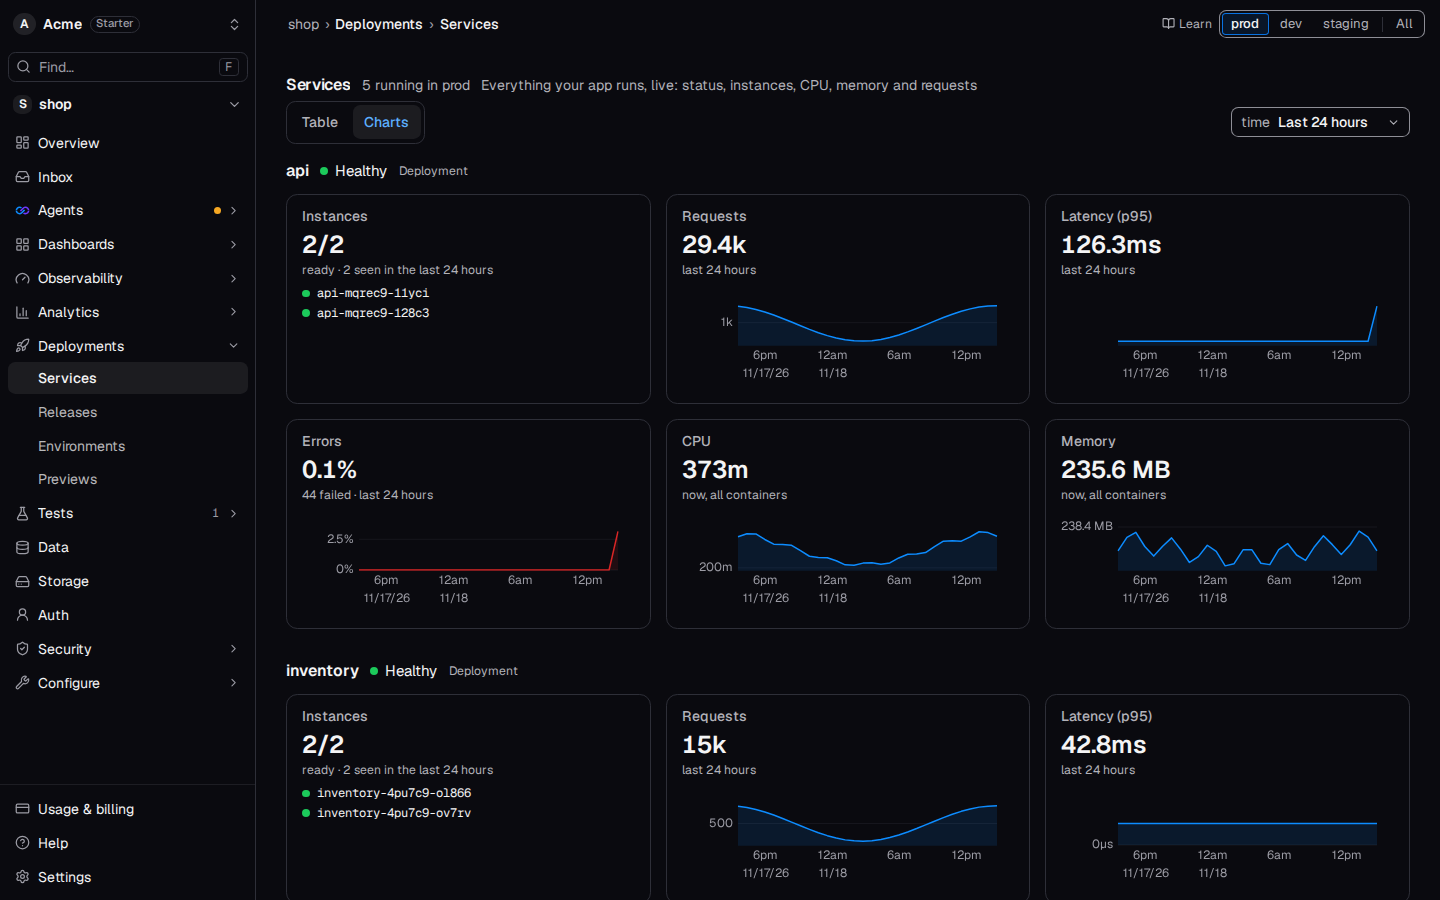 A Acme Starter
Find... F
S shop
Overview
Inbox
Agents
Dashboards
Observability
Analytics
Deployments
Services
Releases
Environments
Previews
Tests 1
Data
Storage
Auth
Security
Configure
Usage & billing
Help
Settings
shop › Deployments › Services
Learn prod dev staging All
Services 5 running in prod Everything your app runs, live: status, instances, CPU, memory and requests
Table Charts
time Last 24 hours
api Healthy Deployment
Instances
2/2
ready · 2 seen in the last 24 hours
api-mqrec9-11yci
api-mqrec9-128c3
Requests
29.4k
last 24 hours
1k
6pm 12am 6am 12pm
11/17/26 11/18
Latency (p95)
126.3ms
last 24 hours
6pm 12am 6am 12pm
11/17/26 11/18
Errors
0.1%
44 failed · last 24 hours
2.5%
0%
6pm 12am 6am 12pm
11/17/26 11/18
CPU
373m
now, all containers
200m
6pm 12am 6am 12pm
11/17/26 11/18
Memory
235.6 MB
now, all containers
238.4 MB
6pm 12am 6am 12pm
11/17/26 11/18
inventory Healthy Deployment
Instances
2/2
ready · 2 seen in the last 24 hours
inventory-4pu7c9-ol866
inventory-4pu7c9-ov7rv
Requests
15k
last 24 hours
500
6pm 12am 6am 12pm
11/17/26 11/18
Latency (p95)
42.8ms
last 24 hours
0µs
6pm 12am 6am 12pm
11/17/26 11/18